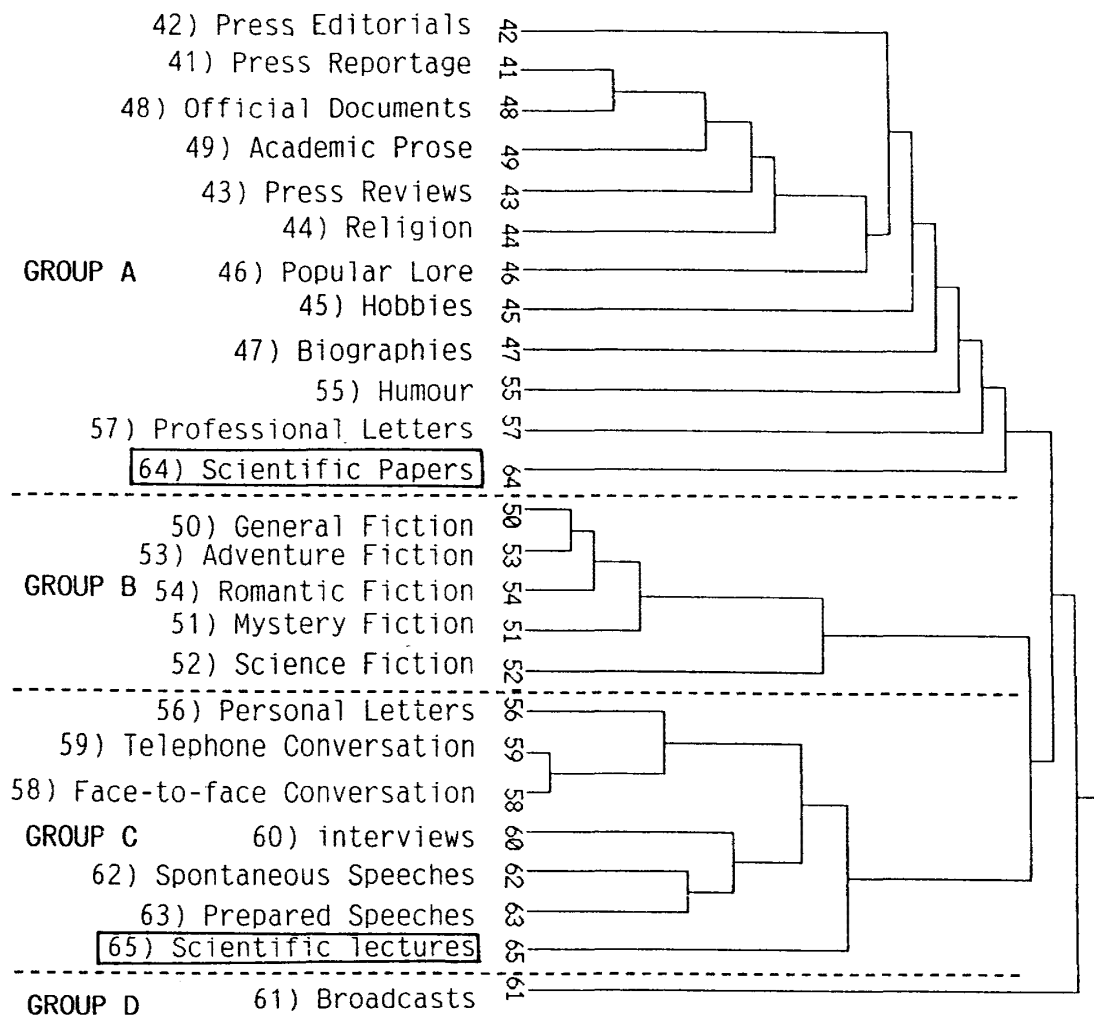 42) Press Editorials 42
41) Press Reportage 41
48) Official Documents 48
49) Academic Prose 49
43) Press Reviews 43
44) Religion 44
GROUP A 46) Popular Lore 46
45) Hobbies 45
47) Biographies 47
55) Humour 55
57) Professional Letters 57
64) Scientific Papers 64
50) General Fiction 50
53) Adventure Fiction 53
GROUP B 54) Romantic Fiction 54
51) Mystery Fiction 51
52) Science Fiction 52
56) Personal Letters 56
59) Telephone Conversation 59
58) Face-to-face Conversation 58
GROUP C 60) interviews 60
62) Spontaneous Speeches 62
63) Prepared Speeches 63
65) Scientific lectures 65
GROUP D 61) Broadcasts 61